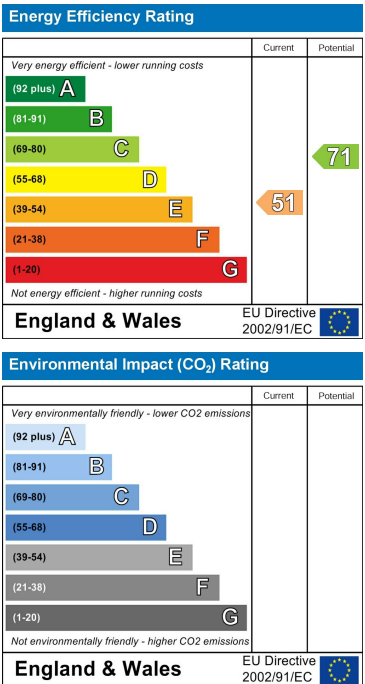 Energy Efficiency Rating
Current Potential
Very energy efficient - lower running costs
(92 plus) A
(81-91) B
(69-80) C
71
(55-68) D
(39-54) E
51
(21-38) F
(1-20) G
Not energy efficient - higher running costs
England & Wales
EU Directive
2002/91/EC
Environmental Impact (CO₂) Rating
Current Potential
Very environmentally friendly - lower CO2 emissions
(92 plus) A
(81-91) B
(69-80) C
(55-68) D
(39-54) E
(21-38) F
(1-20) G
Not environmentally friendly - higher CO2 emissions
England & Wales
EU Directive
2002/91/EC